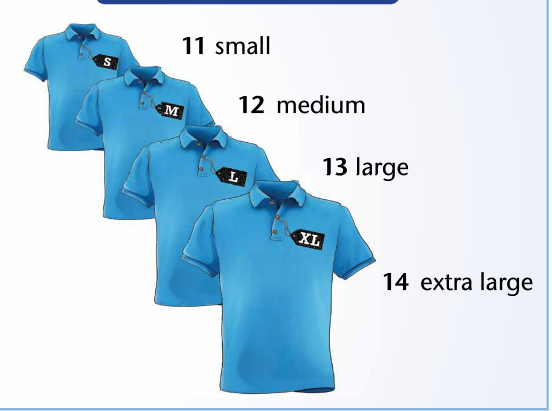 S
11 small
M
12 medium
L
13 large
XL
14 extra large